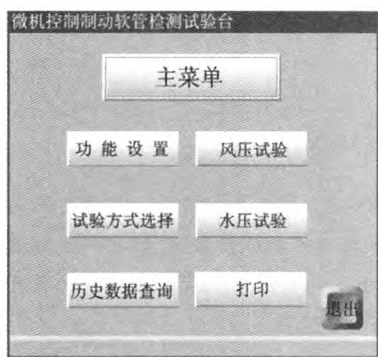 微机控制制动软管检测试验台
主菜单
功能设置 风压试验
试验方式选择 水压试验
历史数据查询 打印
退出